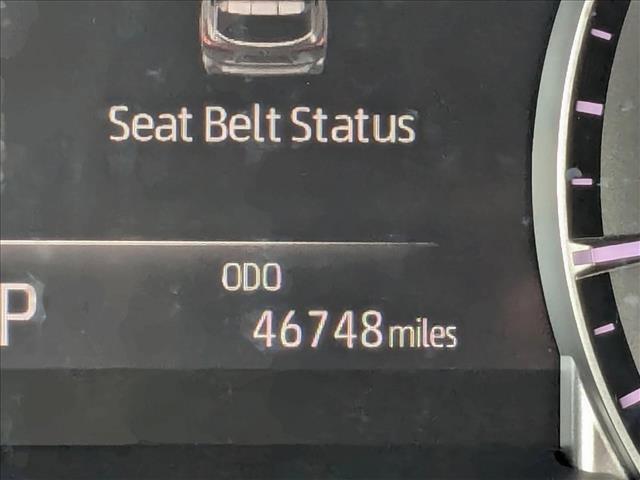 Seat Belt Status
ODO
P
46748 miles